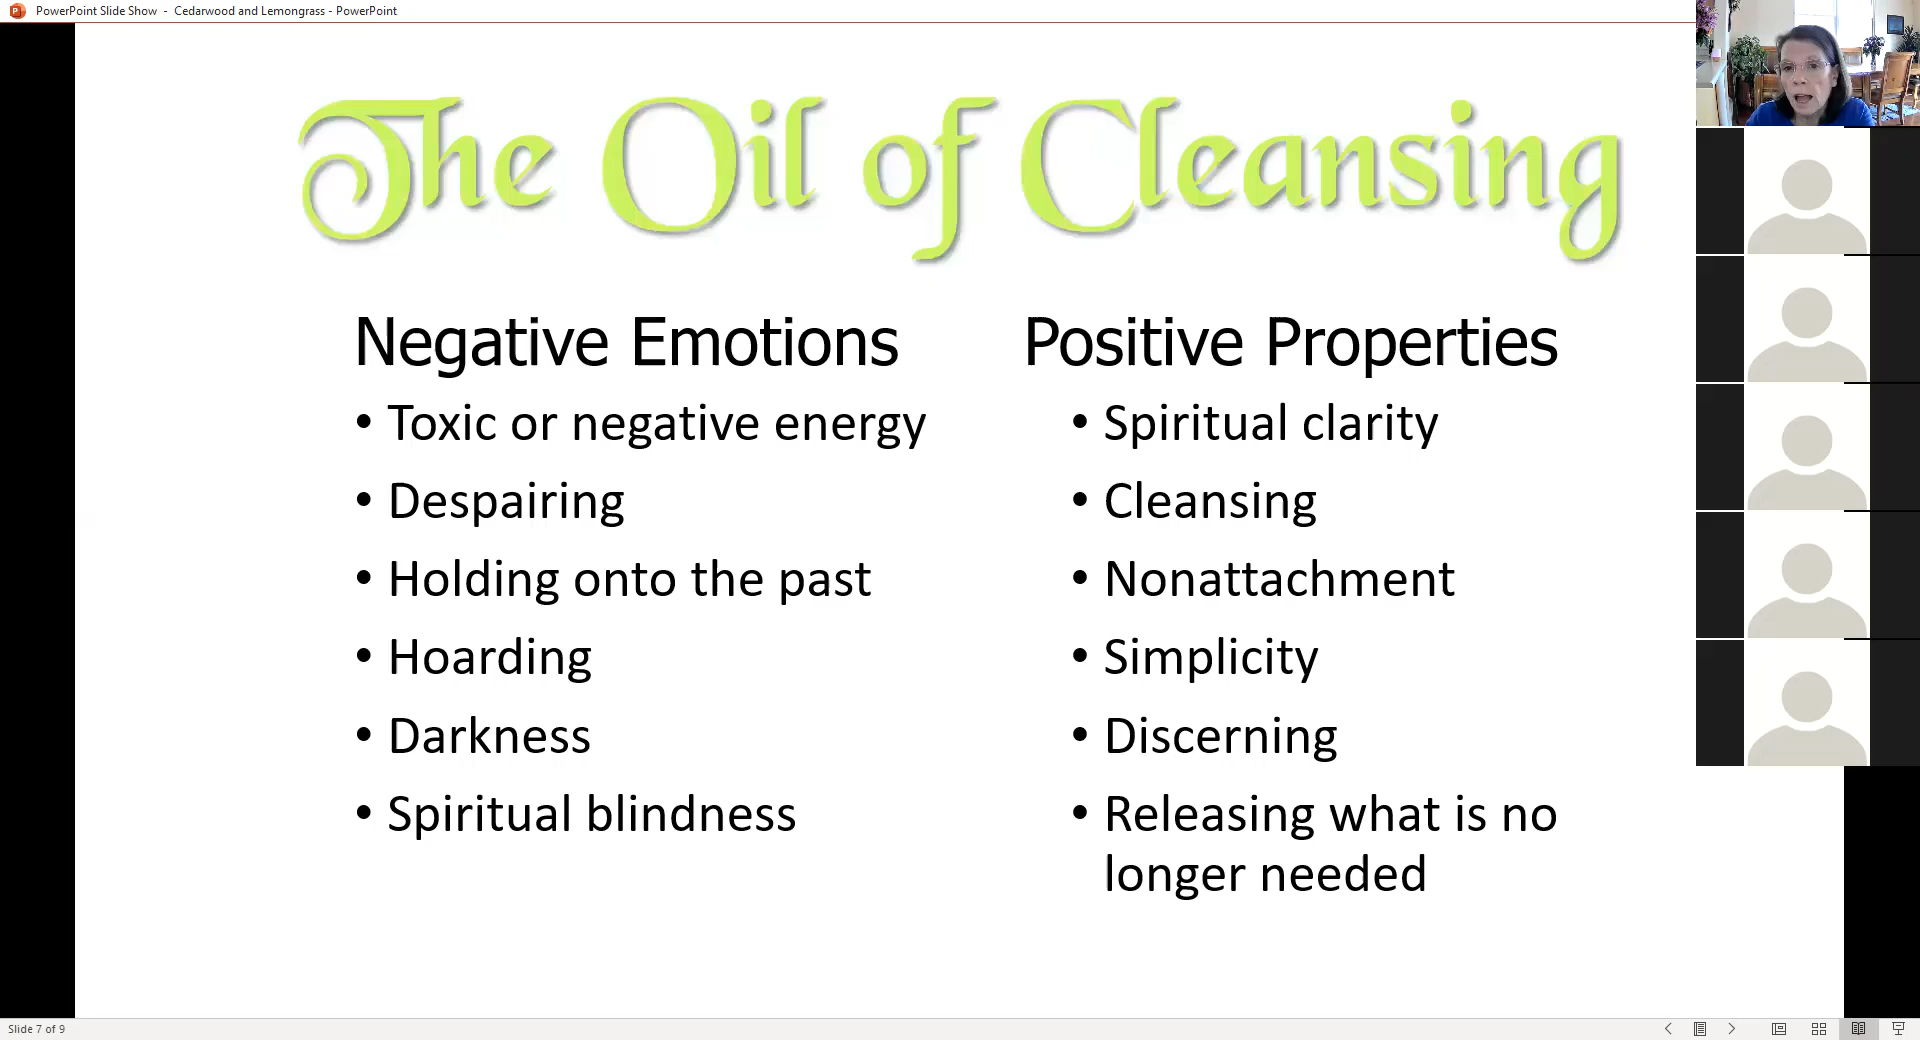 PowerPoint Slide Show - Cedarwood and Lemongrass - PowerPoint
The Oil of Cleansing
Negative Emotions
• Toxic or negative energy
• Despairing
• Holding onto the past
• Hoarding
• Darkness
• Spiritual blindness
Positive Properties
• Spiritual clarity
• Cleansing
• Nonattachment
• Simplicity
• Discerning
• Releasing what is no
longer needed
Slide 7 of 9